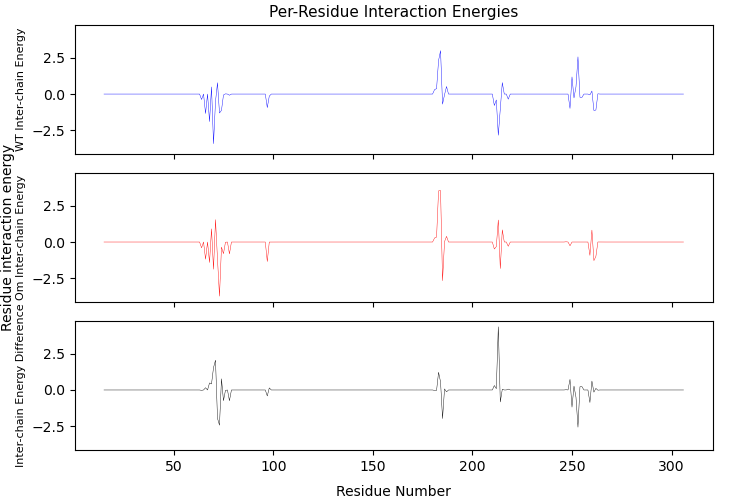 Per-Residue Interaction Energies
Residue interaction energy
WT Inter-chain Energy
2.5
0.0
−2.5
Om Inter-chain Energy
2.5
0.0
−2.5
Inter-chain Energy Difference
2.5
0.0
−2.5
50
100
150
200
250
300
Residue Number